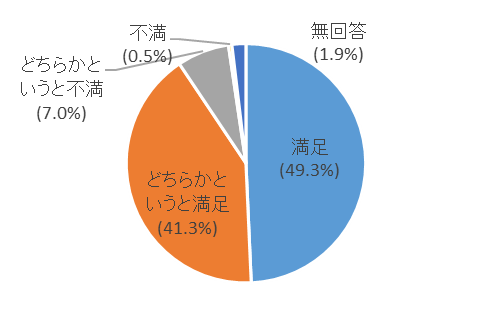 不満
(0.5%)
無回答
(1.9%)
どちらかと
いうと不満
(7.0%)
満足
(49.3%)
どちらかと
いうと満足
(41.3%)